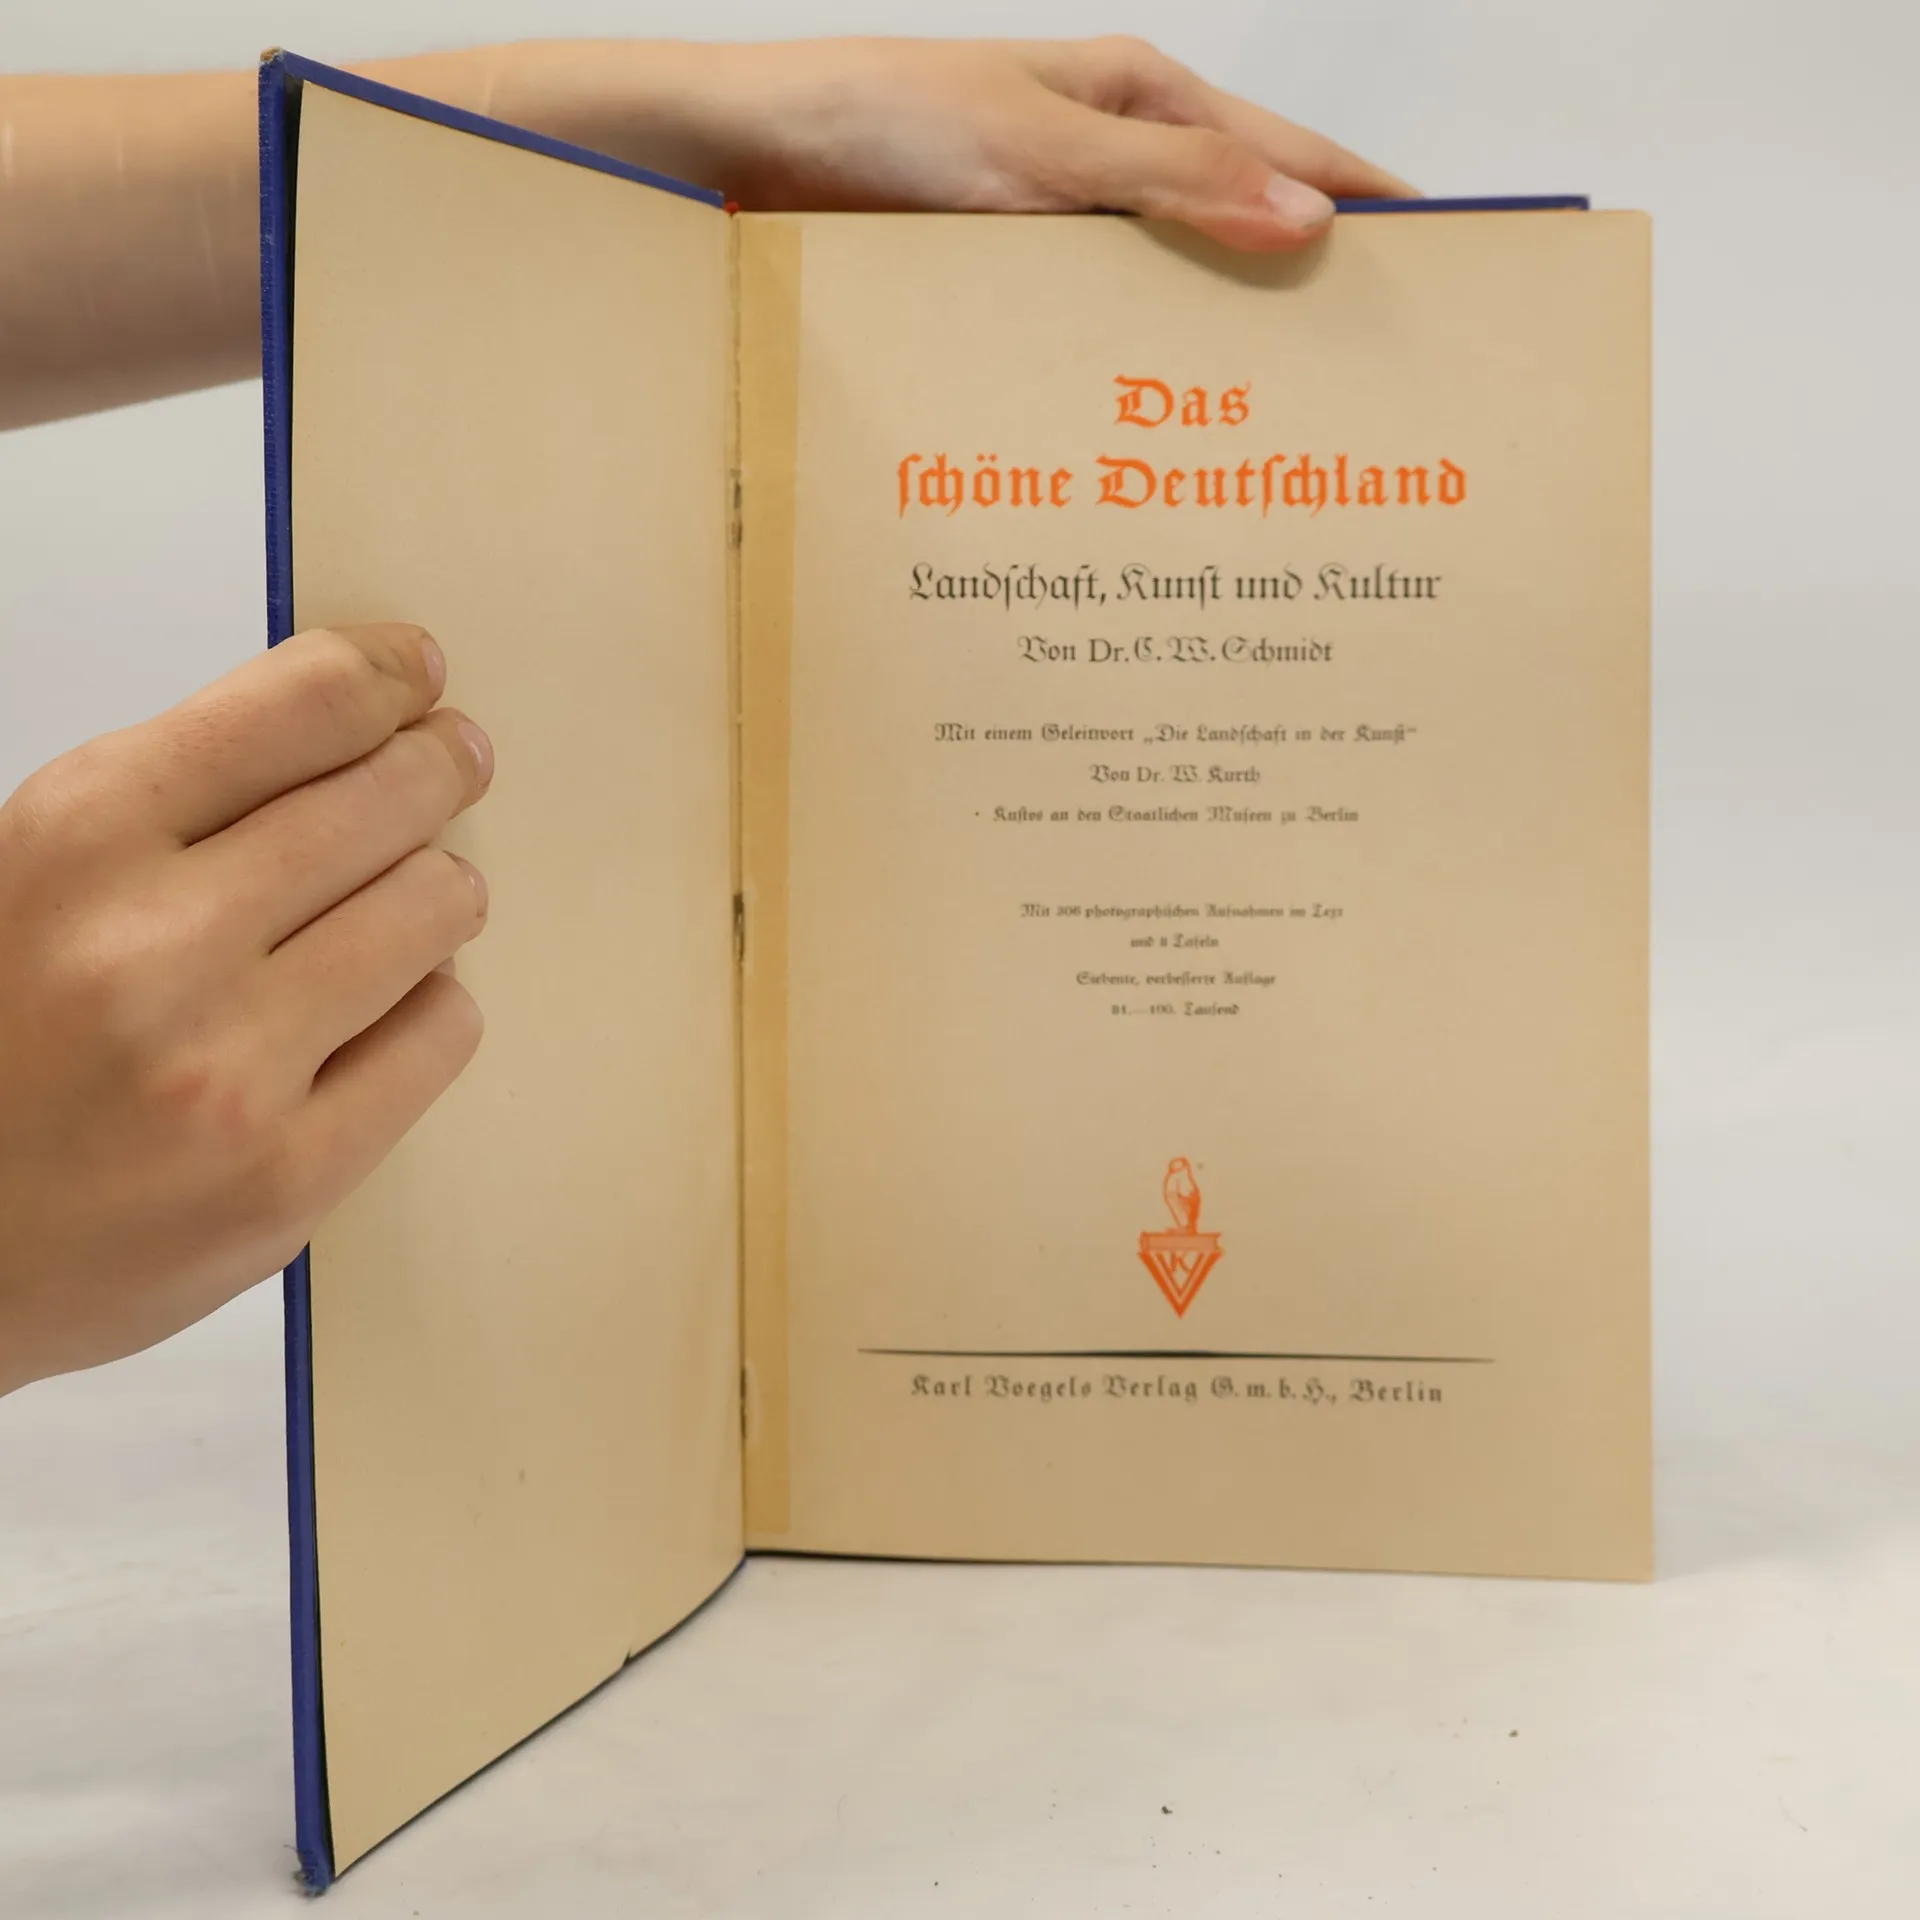 Das
ſchöne Deutſchland
Landſchaft, Kunſt und Kultur
Von Dr. C. W. Schmidt
Mit einem Geleitwort „Die Landſchaft in der Kunſt“
Von Dr. W. Kurth
Kuſtos an den Staatlichen Muſeen zu Berlin
Mit 306 photographiſchen Aufnahmen im Text
und 8 Tafeln
Siebente, verbeſſerte Auflage
91.—100. Tauſend
KV
Karl Voegels Verlag G. m. b. H., Berlin